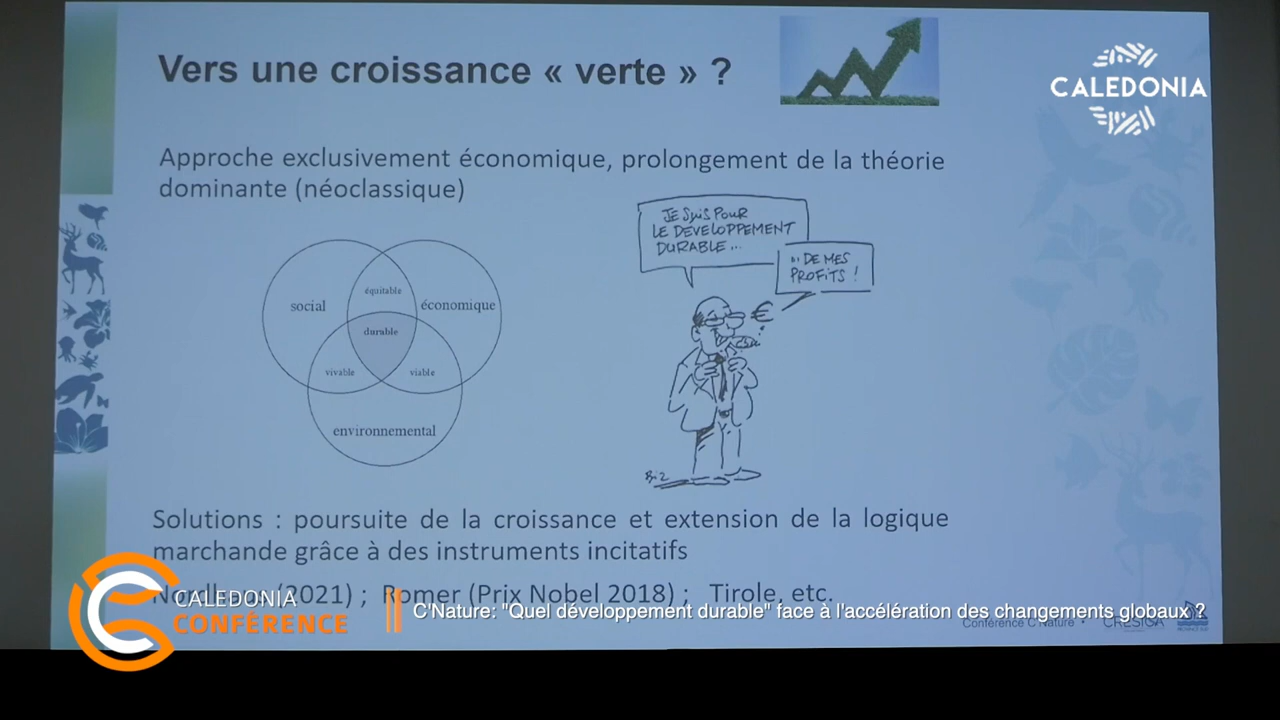 Vers une croissance « verte » ?
CALEDONIA
Approche exclusivement économique, prolongement de la théorie
dominante (néoclassique)
JE SUIS POUR
LE DEVELOPPEMENT
DURABLE...
... DE MES
PROFITS !
€
social
équitable
économique
durable
vivable
viable
environnemental
Solutions : poursuite de la croissance et extension de la logique
marchande grâce à des instruments incitatifs
(2021) ; Romer (Prix Nobel 2018) ; Tirole, etc.
CALEDONIA
CONFÉRENCE
C'Nature: "Quel développement durable" face à l'accélération des changements globaux ?
Conférence C'Nature •
CRESICA